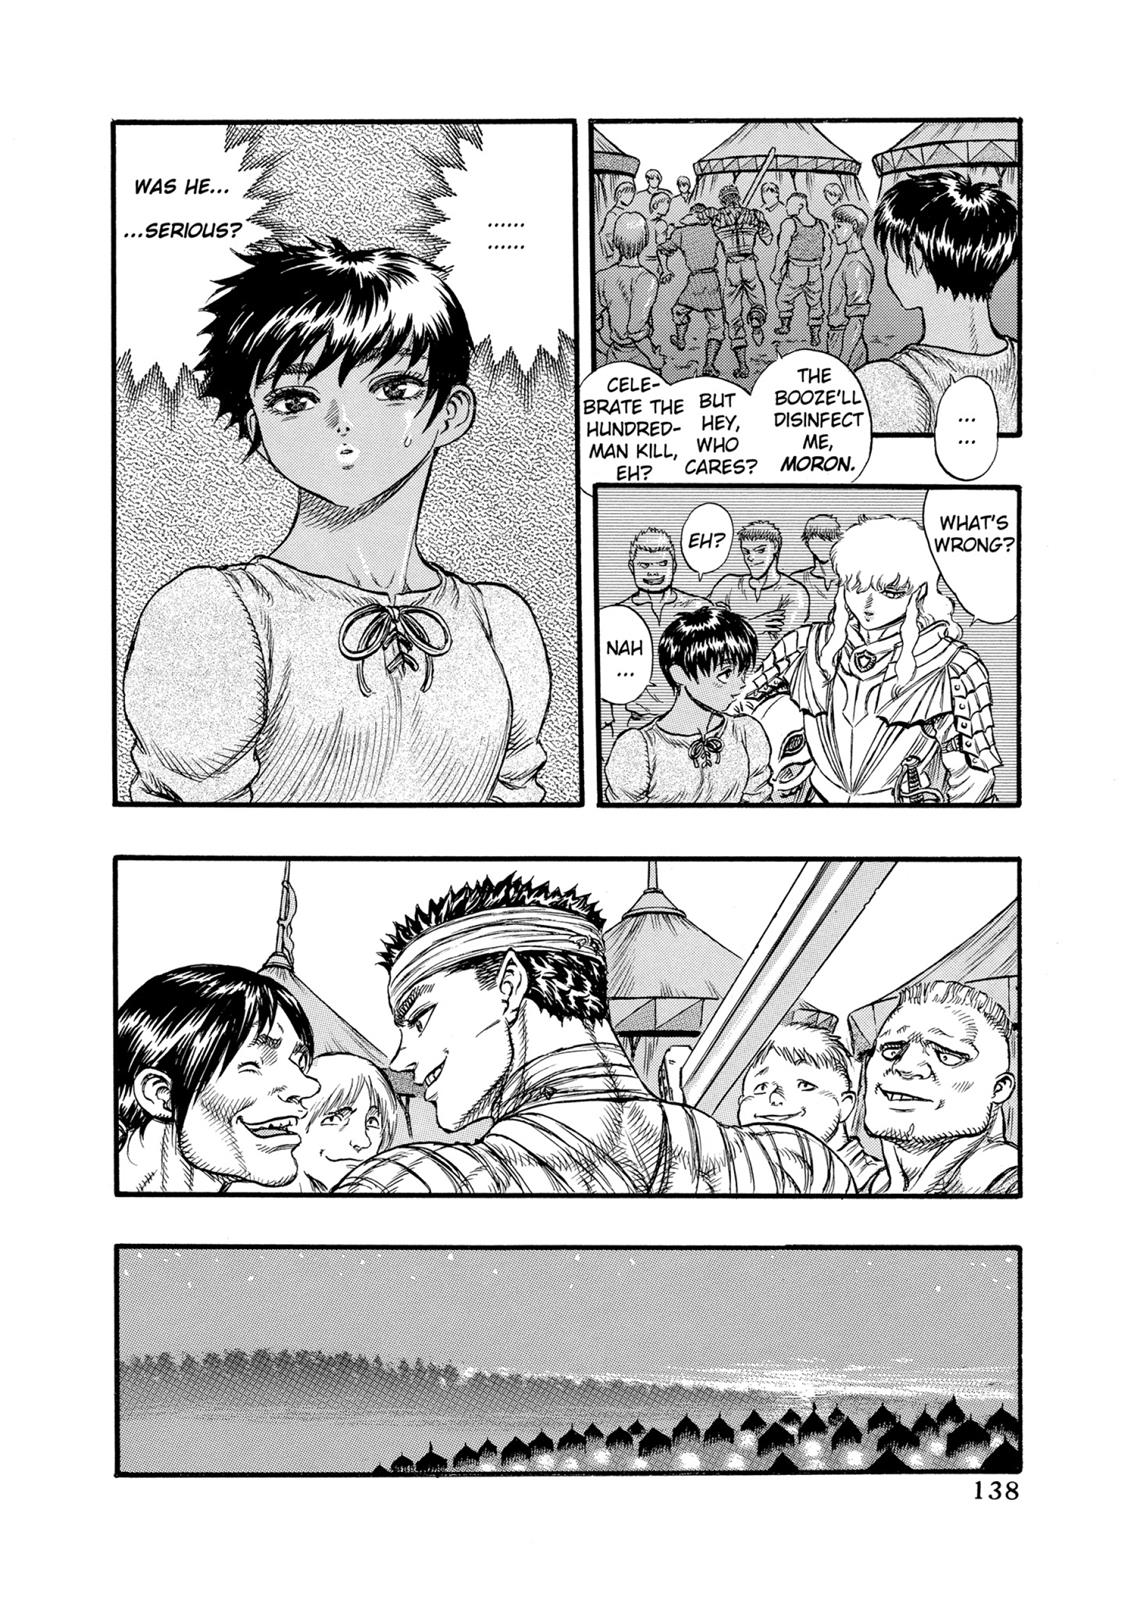 THE
BOOZE'LL
DISINFECT
ME,
MORON.
BUT
HEY,
WHO
CARES?
CELE-
BRATE THE
HUNDRED-
MAN KILL,
EH?
...
...
WHAT'S
WRONG?
EH?
NAH
...
......
......
WAS HE...
...SERIOUS?
138